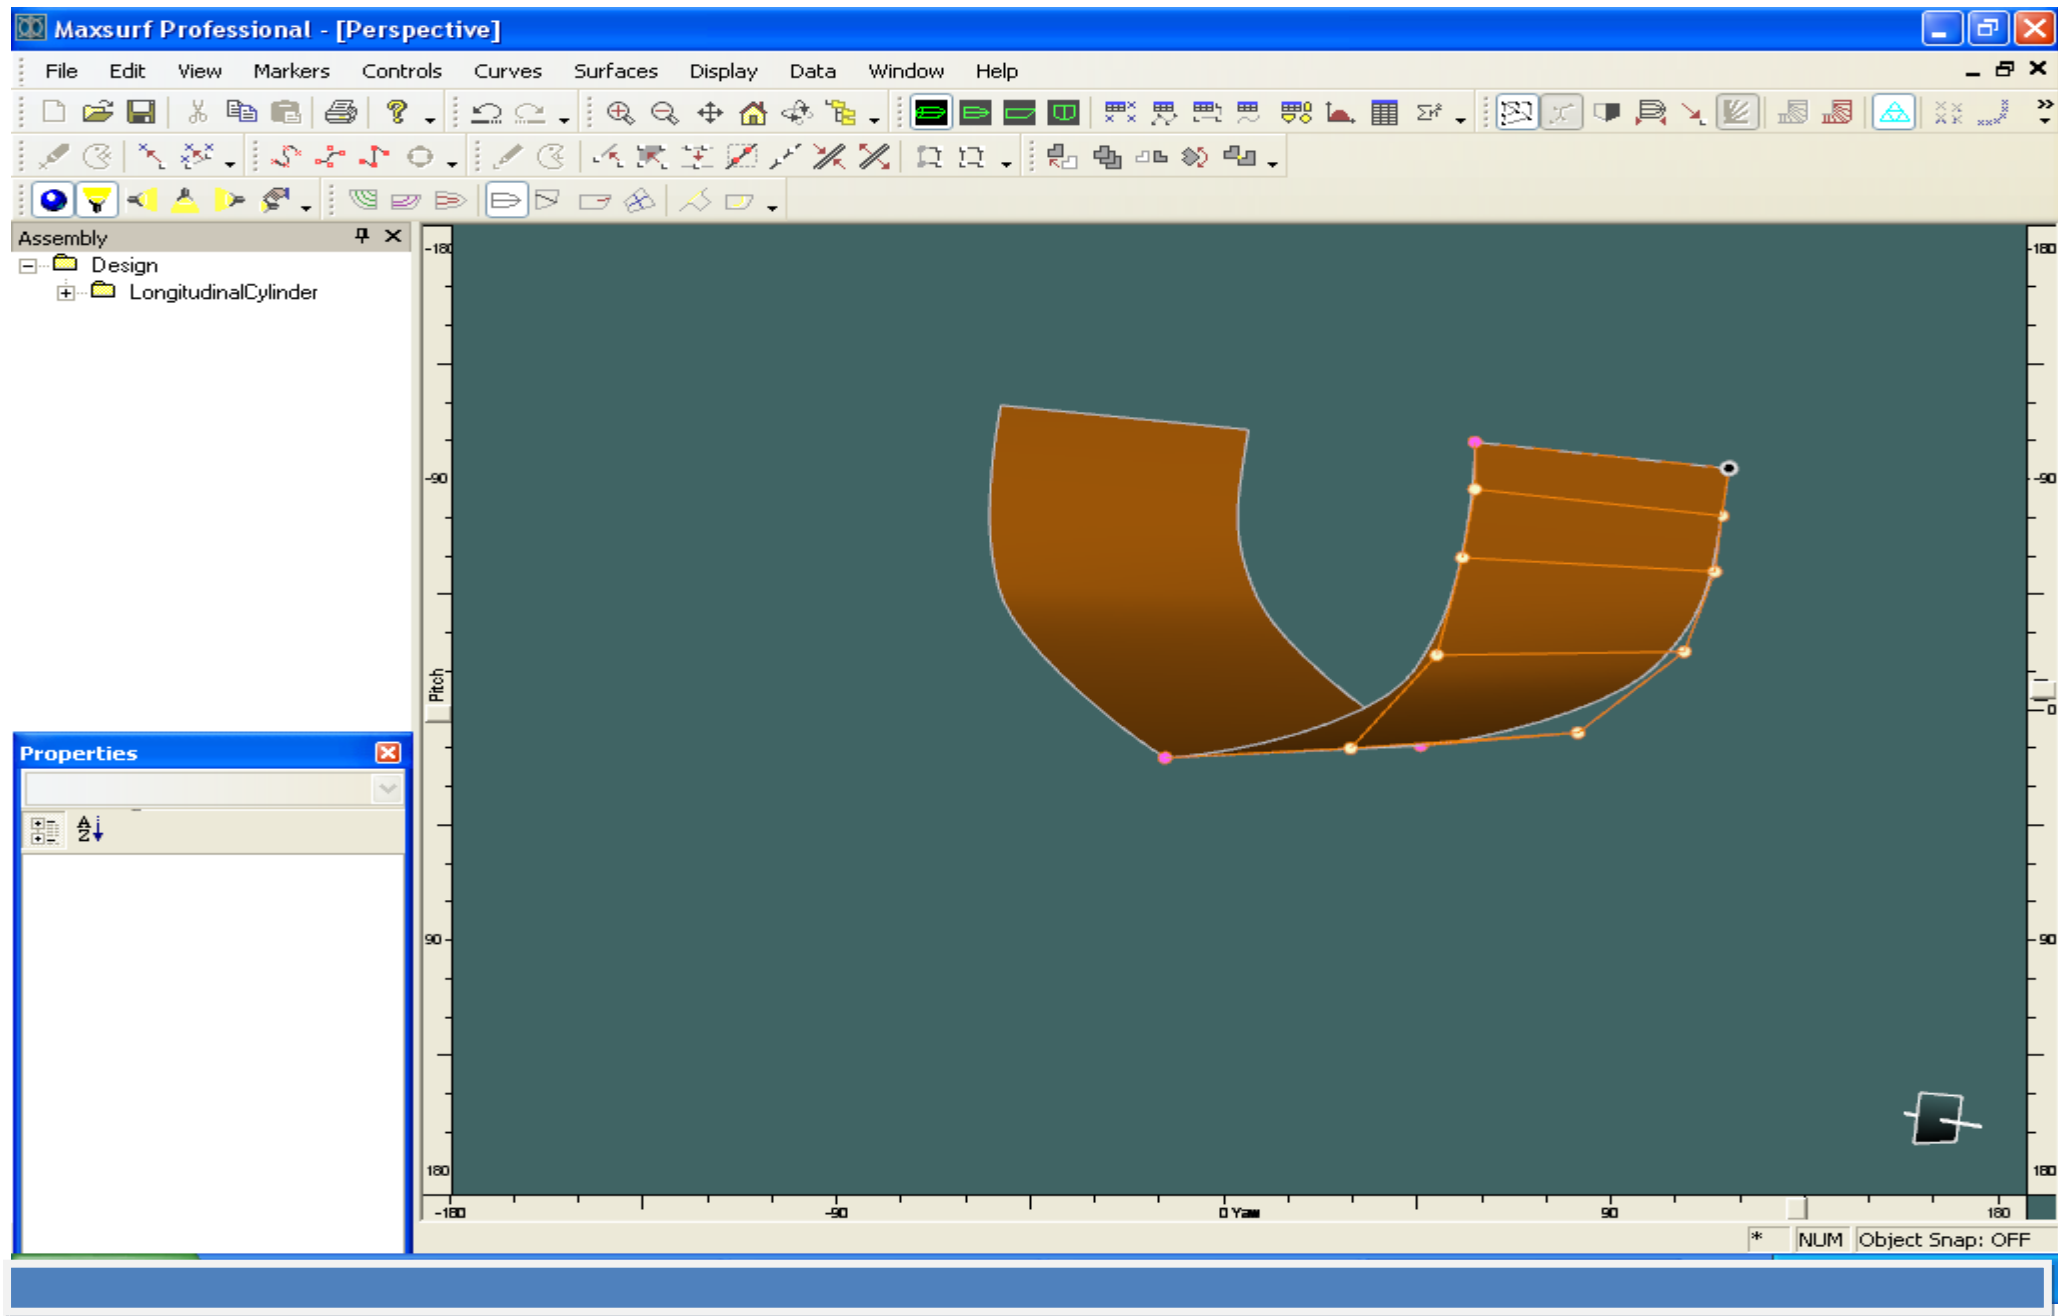 Maxsurf Professional - [Perspective]
File Edit View Markers Controls Curves Surfaces Display Data Window Help
Assembly
Design
LongitudinalCylinder
Properties
-180
-90
Pitch
90
180
-180
-90
0
90
180
-180 -90 0 Yaw 90 180
* NUM Object Snap: OFF